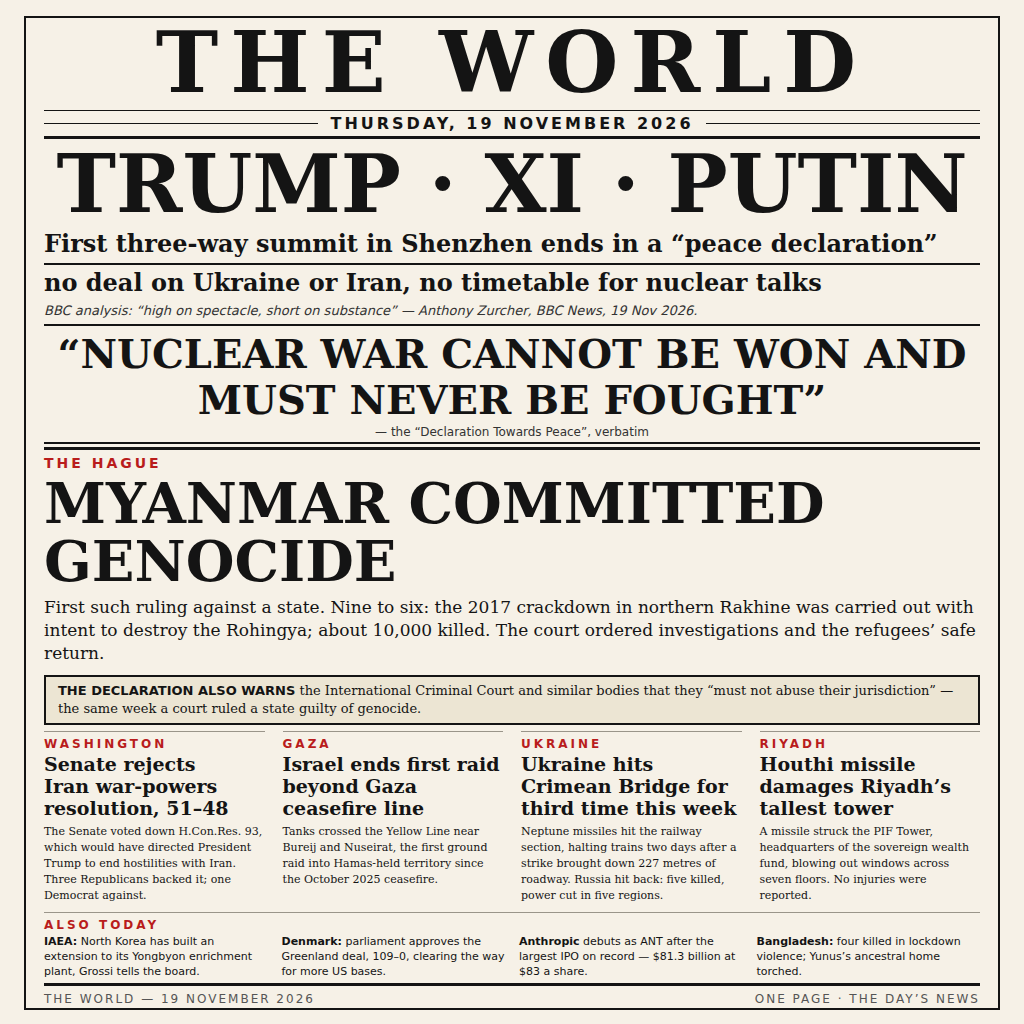 THE WORLD
THURSDAY, 19 NOVEMBER 2026
TRUMP · XI · PUTIN
First three-way summit in Shenzhen ends in a “peace declaration”
no deal on Ukraine or Iran, no timetable for nuclear talks
BBC analysis: “high on spectacle, short on substance” — Anthony Zurcher, BBC News, 19 Nov 2026.
“NUCLEAR WAR CANNOT BE WON AND
MUST NEVER BE FOUGHT”
— the “Declaration Towards Peace”, verbatim
THE HAGUE
MYANMAR COMMITTED
GENOCIDE
First such ruling against a state. Nine to six: the 2017 crackdown in northern Rakhine was carried out with
intent to destroy the Rohingya; about 10,000 killed. The court ordered investigations and the refugees’ safe
return.
THE DECLARATION ALSO WARNS the International Criminal Court and similar bodies that they “must not abuse their jurisdiction” —
the same week a court ruled a state guilty of genocide.
WASHINGTON
Senate rejects
Iran war-powers
resolution, 51–48
The Senate voted down H.Con.Res. 93,
which would have directed President
Trump to end hostilities with Iran.
Three Republicans backed it; one
Democrat against.
GAZA
Israel ends first raid
beyond Gaza
ceasefire line
Tanks crossed the Yellow Line near
Bureij and Nuseirat, the first ground
raid into Hamas-held territory since
the October 2025 ceasefire.
UKRAINE
Ukraine hits
Crimean Bridge for
third time this week
Neptune missiles hit the railway
section, halting trains two days after a
strike brought down 227 metres of
roadway. Russia hit back: five killed,
power cut in five regions.
RIYADH
Houthi missile
damages Riyadh’s
tallest tower
A missile struck the PIF Tower,
headquarters of the sovereign wealth
fund, blowing out windows across
seven floors. No injuries were
reported.
ALSO TODAY
IAEA: North Korea has built an
extension to its Yongbyon enrichment
plant, Grossi tells the board.
Denmark: parliament approves the
Greenland deal, 109–0, clearing the way
for more US bases.
Anthropic debuts as ANT after the
largest IPO on record — $81.3 billion at
$83 a share.
Bangladesh: four killed in lockdown
violence; Yunus’s ancestral home
torched.
THE WORLD — 19 NOVEMBER 2026
ONE PAGE · THE DAY’S NEWS